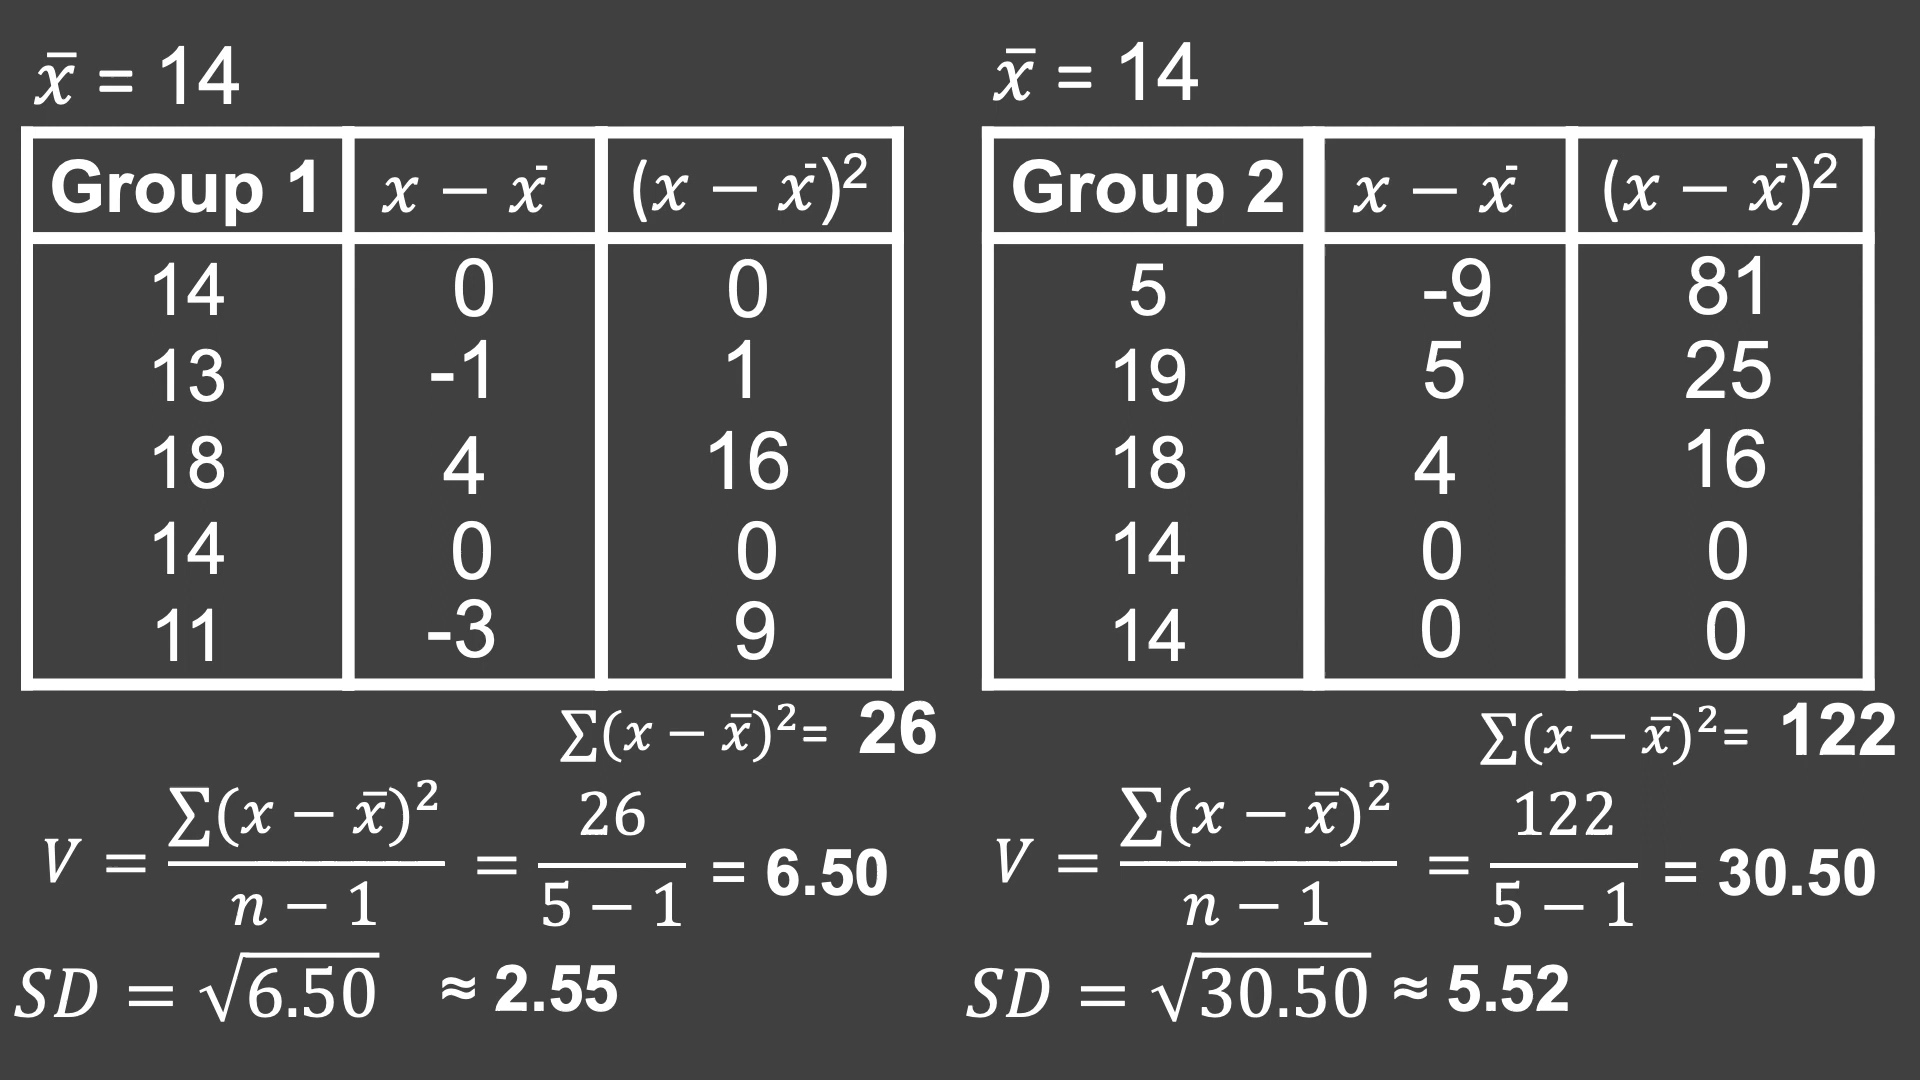 x̄ = 14
Group 1 x − x̄ (x − x̄)²
14 0 0
13 -1 1
18 4 16
14 0 0
11 -3 9
∑(x − x̄)²= 26
V = ∑(x − x̄)² / n − 1 = 26 / 5 − 1 = 6.50
SD = √6.50 ≈ 2.55
x̄ = 14
Group 2 x − x̄ (x − x̄)²
5 -9 81
19 5 25
18 4 16
14 0 0
14 0 0
∑(x − x̄)²= 122
V = ∑(x − x̄)² / n − 1 = 122 / 5 − 1 = 30.50
SD = √30.50 ≈ 5.52